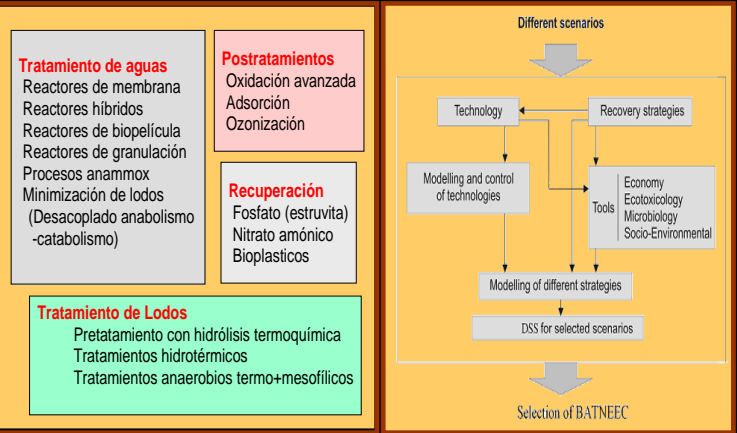 Tratamiento de aguas
Reactores de membrana
Reactores híbridos
Reactores de biopelícula
Reactores de granulación
Procesos anammox
Minimización de lodos
(Desacoplado anabolismo
-catabolismo)
Postratamientos
Oxidación avanzada
Adsorción
Ozonización
Recuperación
Fosfato (estruvita)
Nitrato amónico
Bioplasticos
Tratamiento de Lodos
Pretatamiento con hidrólisis termoquímica
Tratamientos hidrotérmicos
Tratamientos anaerobios termo+mesofílicos
Different scenarios
Technology
Recovery strategies
Modelling and control
of technologies
Tools
Economy
Ecotoxicology
Microbiology
Socio-Environmental
Modelling of different strategies
DSS for selected scenarios
Selection of BATNEEC